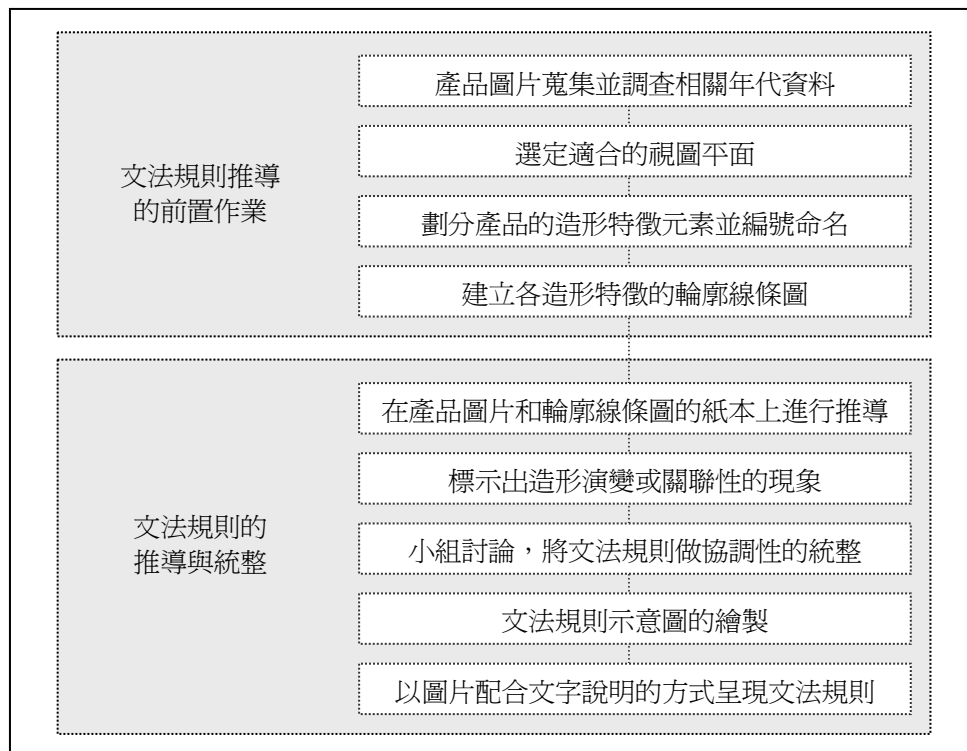 文法規則推導
的前置作業
產品圖片蒐集並調查相關年代資料
選定適合的視圖平面
劃分產品的造形特徵元素並編號命名
建立各造形特徵的輪廓線條圖
文法規則的
推導與統整
在產品圖片和輪廓線條圖的紙本上進行推導
標示出造形演變或關聯性的現象
小組討論，將文法規則做協調性的統整
文法規則示意圖的繪製
以圖片配合文字說明的方式呈現文法規則